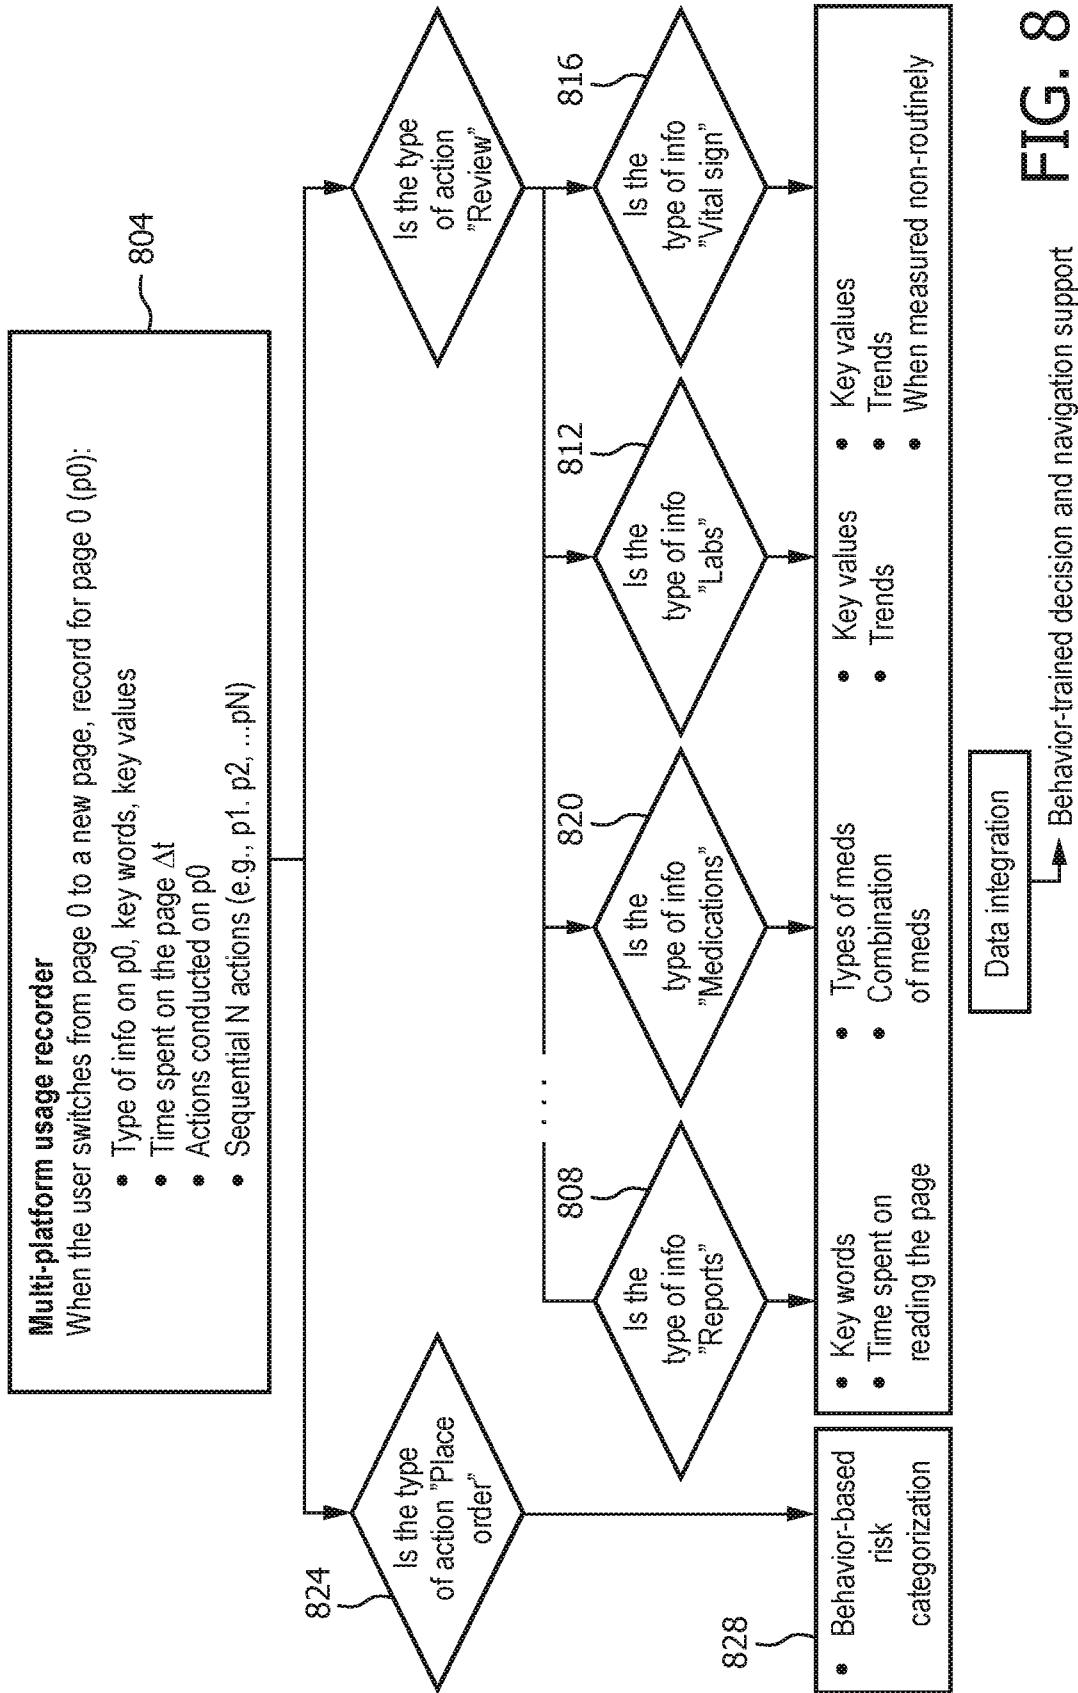 Multi-platform usage recorder
When the user switches from page 0 to a new page, record for page 0 (p0):
• Type of info on p0, key words, key values
• Time spent on the page Δt
• Actions conducted on p0
• Sequential N actions (e.g., p1. p2, ...pN)
804
824
Is the type
of action "Place
order"
Is the type
of action
"Review"
808
Is the
type of info
"Reports"
. . .
820
Is the
type of info
"Medications"
812
Is the
type of info
"Labs"
816
Is the
type of info
"Vital sign"
828
• Behavior-based
risk
categorization
• Key words
• Time spent on
reading the page
• Types of meds
• Combination
of meds
• Key values
• Trends
• Key values
• Trends
• When measured non-routinely
Data integration
Behavior-trained decision and navigation support
FIG. 8